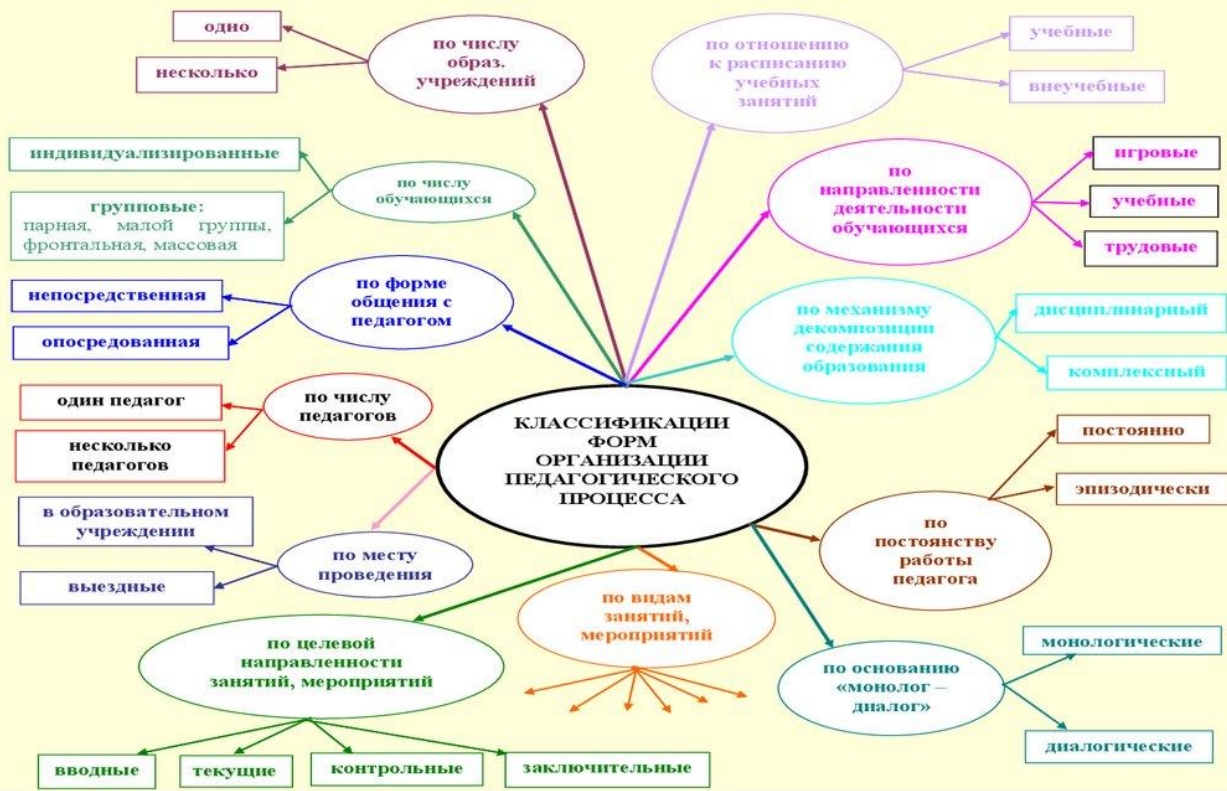 одно
несколько
по числу
образ.
учреждений
по отношению
к расписанию
учебных
занятий
учебные
внеучебные
индивидуализированные
групповые:
парная, малой группы,
фронтальная, массовая
по числу
обучающихся
по
направленности
деятельности
обучающихся
игровые
учебные
трудовые
непосредственная
опосредованная
по форме
общения с
педагогом
по механизму
декомпозиции
содержания
образования
дисциплинарный
комплексный
один педагог
несколько
педагогов
по числу
педагогов
КЛАССИФИКАЦИИ
ФОРМ
ОРГАНИЗАЦИИ
ПЕДАГОГИЧЕСКОГО
ПРОЦЕССА
постоянно
эпизодически
по
постоянству
работы
педагога
в образовательном
учреждении
выездные
по месту
проведения
по видам
занятий,
мероприятий
по целевой
направленности
занятий, мероприятий
по основанию
«монолог –
диалог»
монологические
диалогические
вводные
текущие
контрольные
заключительные